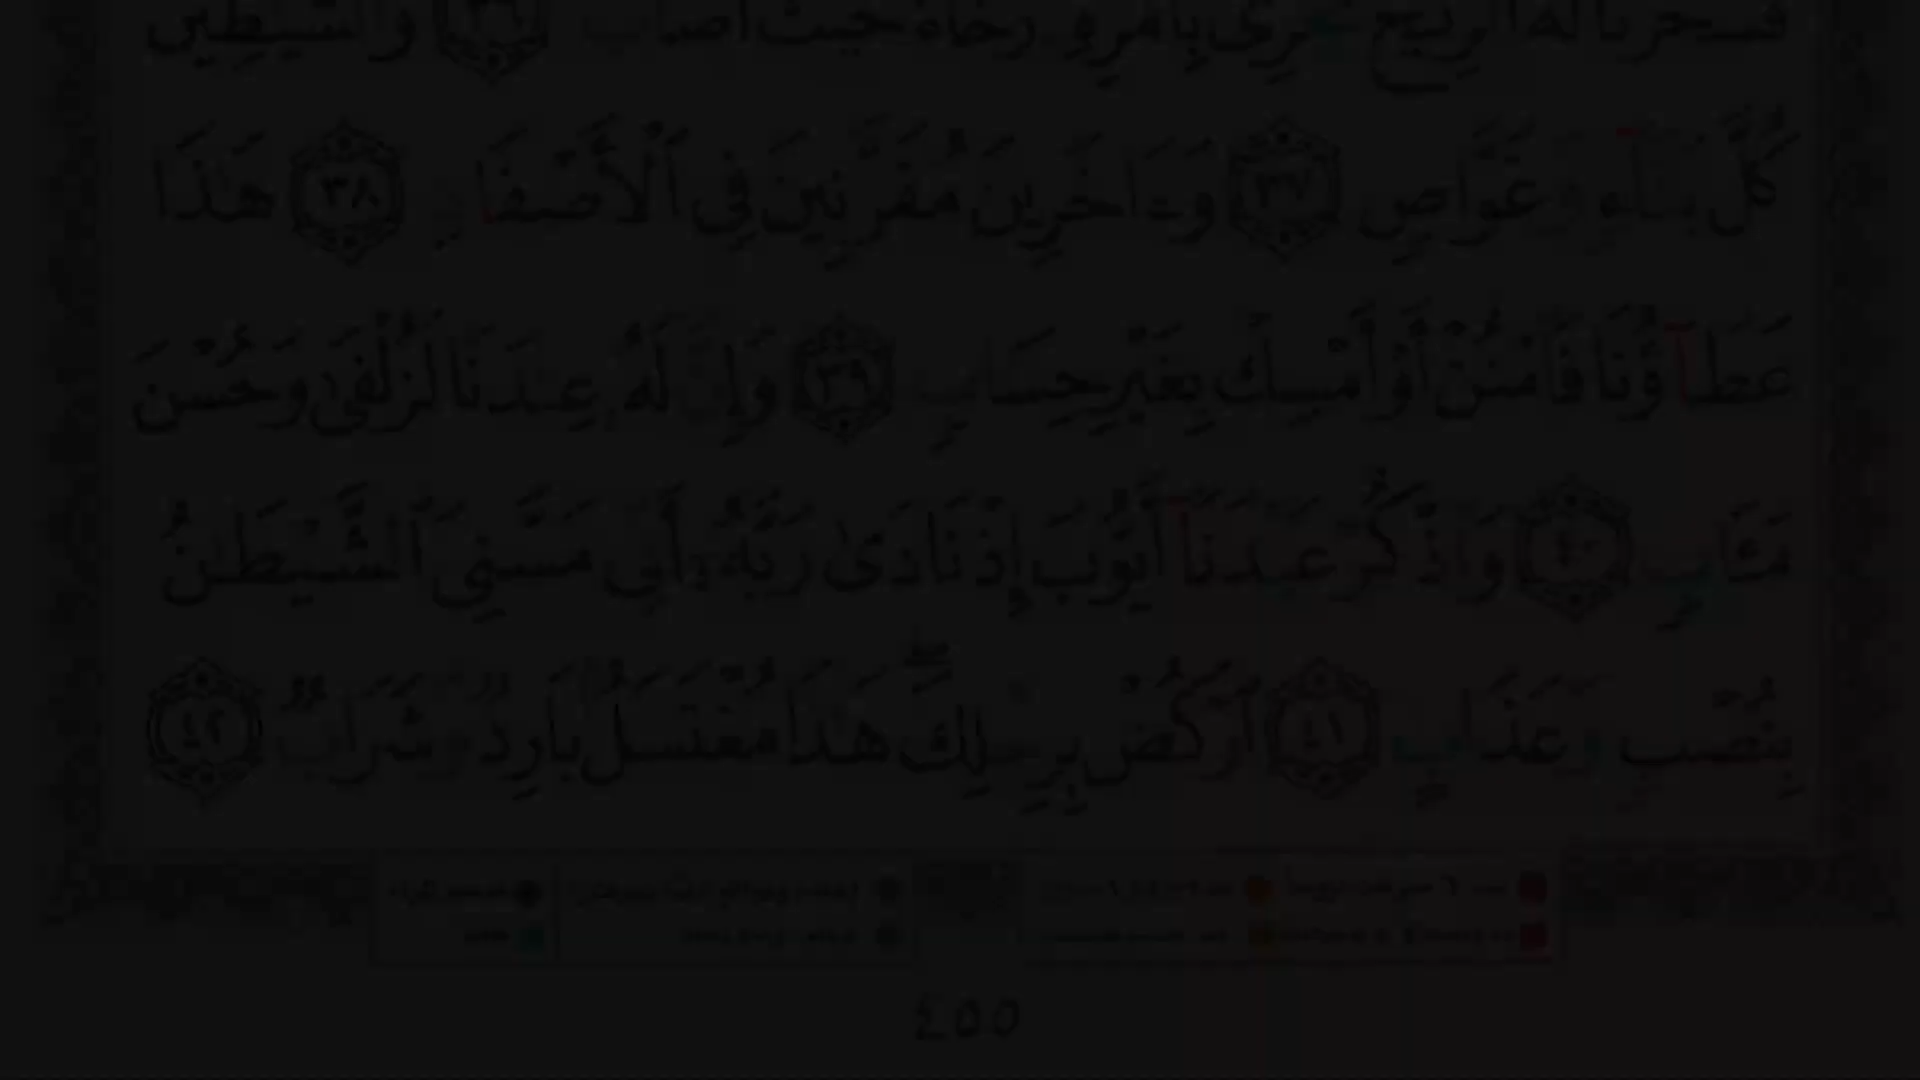 فَسَخَّرْنَا لَهُ ٱلرِّيحَ تَجْرِى بِأَمْرِهِۦ رُخَآءً حَيْثُ أَصَابَ ٣٦ وَٱلشَّيَٰطِينَ
كُلَّ بَنَّآءٍ وَغَوَّاصٍ ٣٧ وَءَاخَرِينَ مُقَرَّنِينَ فِى ٱلْأَصْفَادِ ٣٨ هَٰذَا
عَطَآؤُنَا فَٱمْنُنْ أَوْ أَمْسِكْ بِغَيْرِ حِسَابٍ ٣٩ وَإِنَّ لَهُۥ عِندَنَا لَزُلْفَىٰ وَحُسْنَ
مَـَٔابٍ ٤٠ وَٱذْكُرْ عَبْدَنَآ أَيُّوبَ إِذْ نَادَىٰ رَبَّهُۥٓ أَنِّى مَسَّنِىَ ٱلشَّيْطَٰنُ
بِنُصْبٍ وَعَذَابٍ ٤١ ٱرْكُضْ بِرِجْلِكَ ۖ هَٰذَا مُغْتَسَلٌۢ بَارِدٌ وَشَرَابٌ ٤٢
٤٥٥